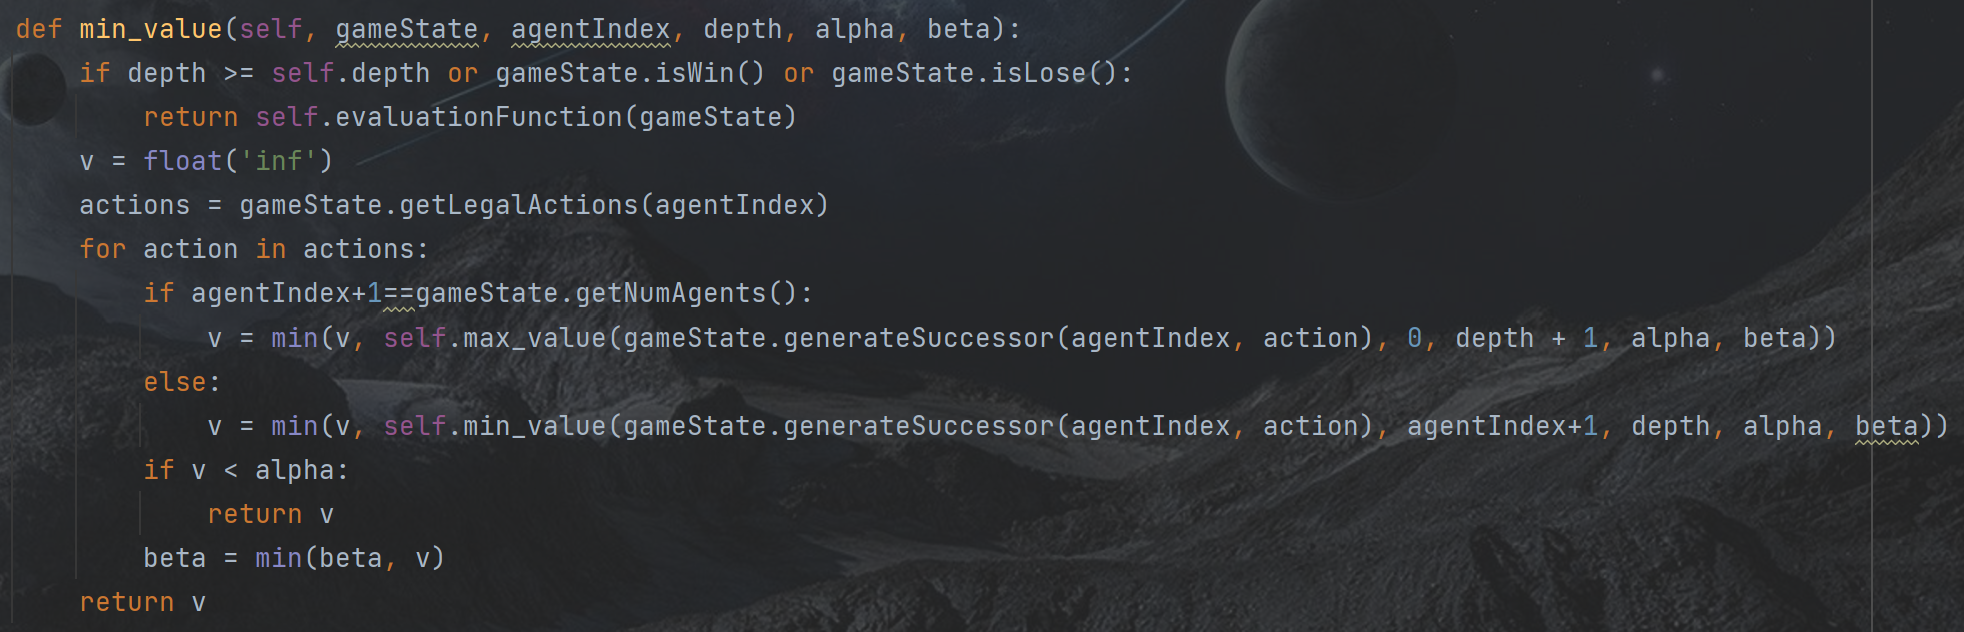 def min_value(self, gameState, agentIndex, depth, alpha, beta):
    if depth >= self.depth or gameState.isWin() or gameState.isLose():
        return self.evaluationFunction(gameState)
    v = float('inf')
    actions = gameState.getLegalActions(agentIndex)
    for action in actions:
        if agentIndex+1==gameState.getNumAgents():
            v = min(v, self.max_value(gameState.generateSuccessor(agentIndex, action), 0, depth + 1, alpha, beta))
        else:
            v = min(v, self.min_value(gameState.generateSuccessor(agentIndex, action), agentIndex+1, depth, alpha, beta))
        if v < alpha:
            return v
        beta = min(beta, v)
    return v